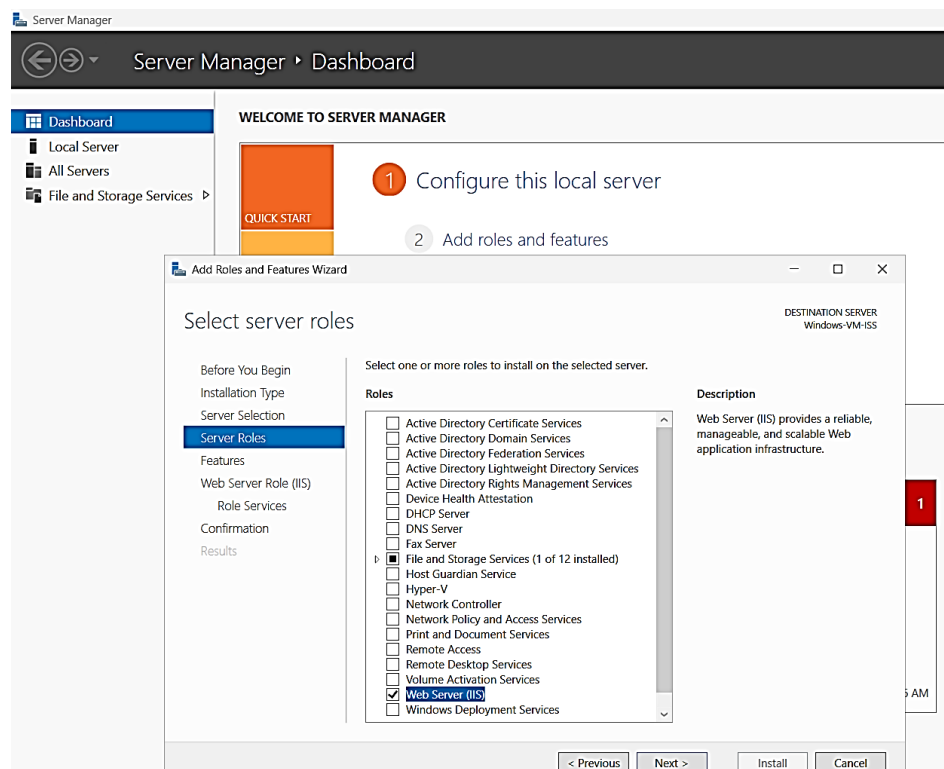 Server Manager
Server Manager • Dashboard
Dashboard
Local Server
All Servers
File and Storage Services
WELCOME TO SERVER MANAGER
QUICK START
1 Configure this local server
2 Add roles and features
Add Roles and Features Wizard
Select server roles
DESTINATION SERVER
Windows-VM-ISS
Before You Begin
Installation Type
Server Selection
Server Roles
Features
Web Server Role (IIS)
Role Services
Confirmation
Results
Select one or more roles to install on the selected server.
Roles
Active Directory Certificate Services
Active Directory Domain Services
Active Directory Federation Services
Active Directory Lightweight Directory Services
Active Directory Rights Management Services
Device Health Attestation
DHCP Server
DNS Server
Fax Server
File and Storage Services (1 of 12 installed)
Host Guardian Service
Hyper-V
Network Controller
Network Policy and Access Services
Print and Document Services
Remote Access
Remote Desktop Services
Volume Activation Services
Web Server (IIS)
Windows Deployment Services
Description
Web Server (IIS) provides a reliable,
manageable, and scalable Web
application infrastructure.
1
AM
< Previous
Next >
Install
Cancel